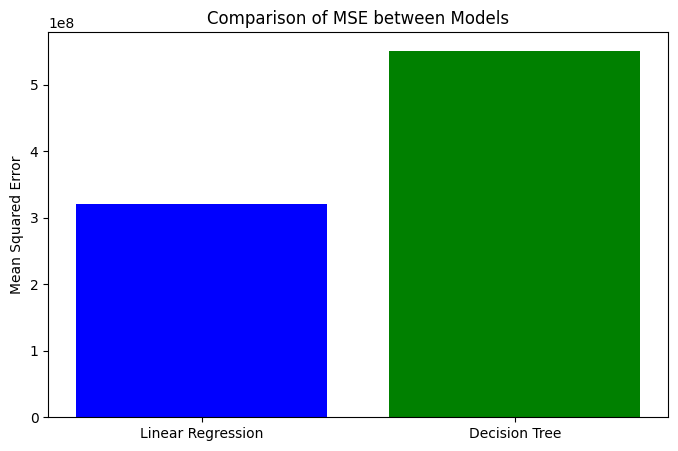 Comparison of MSE between Models
1e8
Mean Squared Error
5
4
3
2
1
0
Linear Regression
Decision Tree